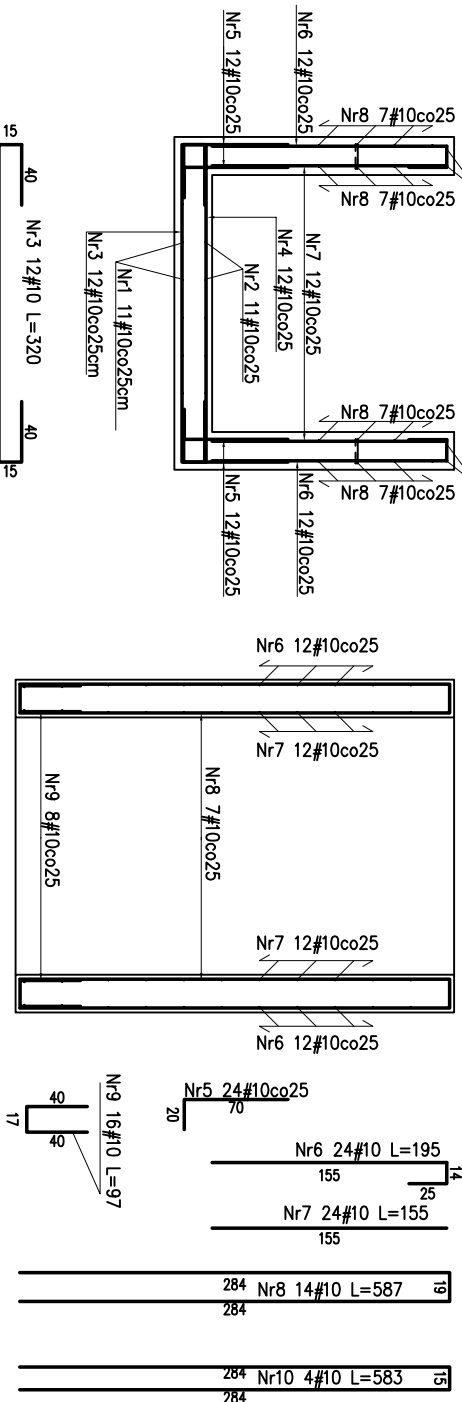 Nr8 7#10co25
Nr6 12#10co25
Nr5 12#10co25
Nr8 7#10co25
Nr7 12#10co25
Nr4 12#10co25
Nr2 11#10co25
Nr1 11#10co25cm
Nr3 12#10co25cm
Nr8 7#10co25
Nr8 7#10co25
Nr6 12#10co25
Nr5 12#10co25
15
40
Nr3 12#10 L=320
40
15
Nr6 12#10co25
Nr7 12#10co25
Nr8 7#10co25
Nr9 8#10co25
Nr7 12#10co25
Nr6 12#10co25
Nr5 24#10co25
70
20
Nr9 16#10 L=97
40
17
40
Nr6 24#10 L=195
155
14
25
Nr7 24#10 L=155
155
284
Nr8 14#10 L=587
284
19
284
Nr10 4#10 L=583
284
15